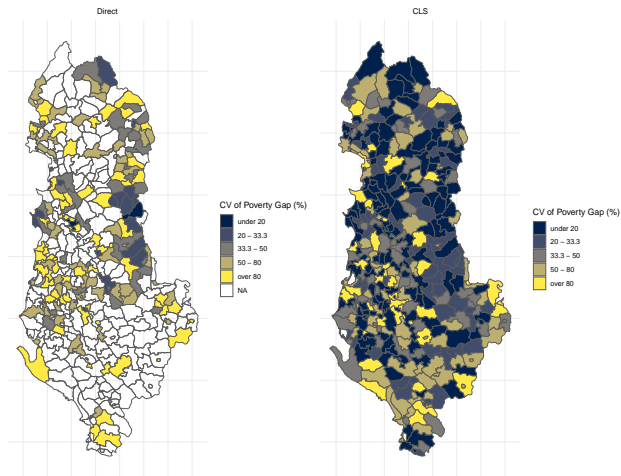 Direct
CLS
CV of Poverty Gap (%)
under 20
20 – 33.3
33.3 – 50
50 – 80
over 80
NA
CV of Poverty Gap (%)
under 20
20 – 33.3
33.3 – 50
50 – 80
over 80